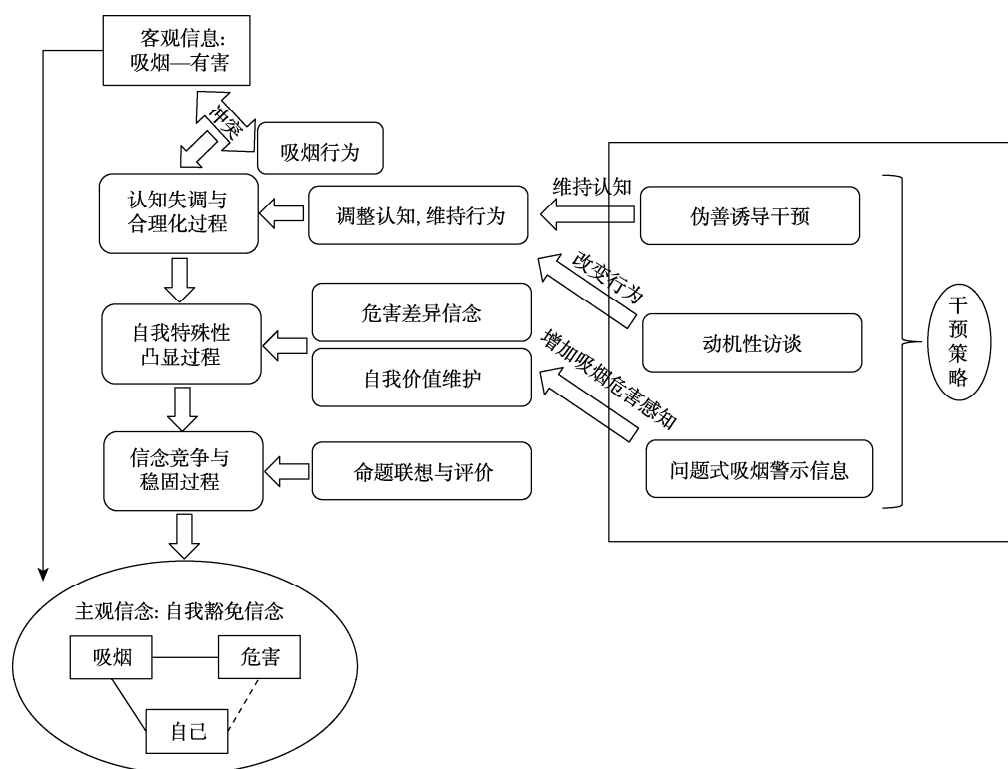 客观信息:
吸烟—有害
冲突
吸烟行为
认知失调与
合理化过程
调整认知, 维持行为
维持认知
伪善诱导干预
改变行为
自我特殊性
凸显过程
危害差异信念
自我价值维护
动机性访谈
干
预
策
略
增加吸烟危害感知
信念竞争与
稳固过程
命题联想与评价
问题式吸烟警示信息
主观信念: 自我豁免信念
吸烟
危害
自己